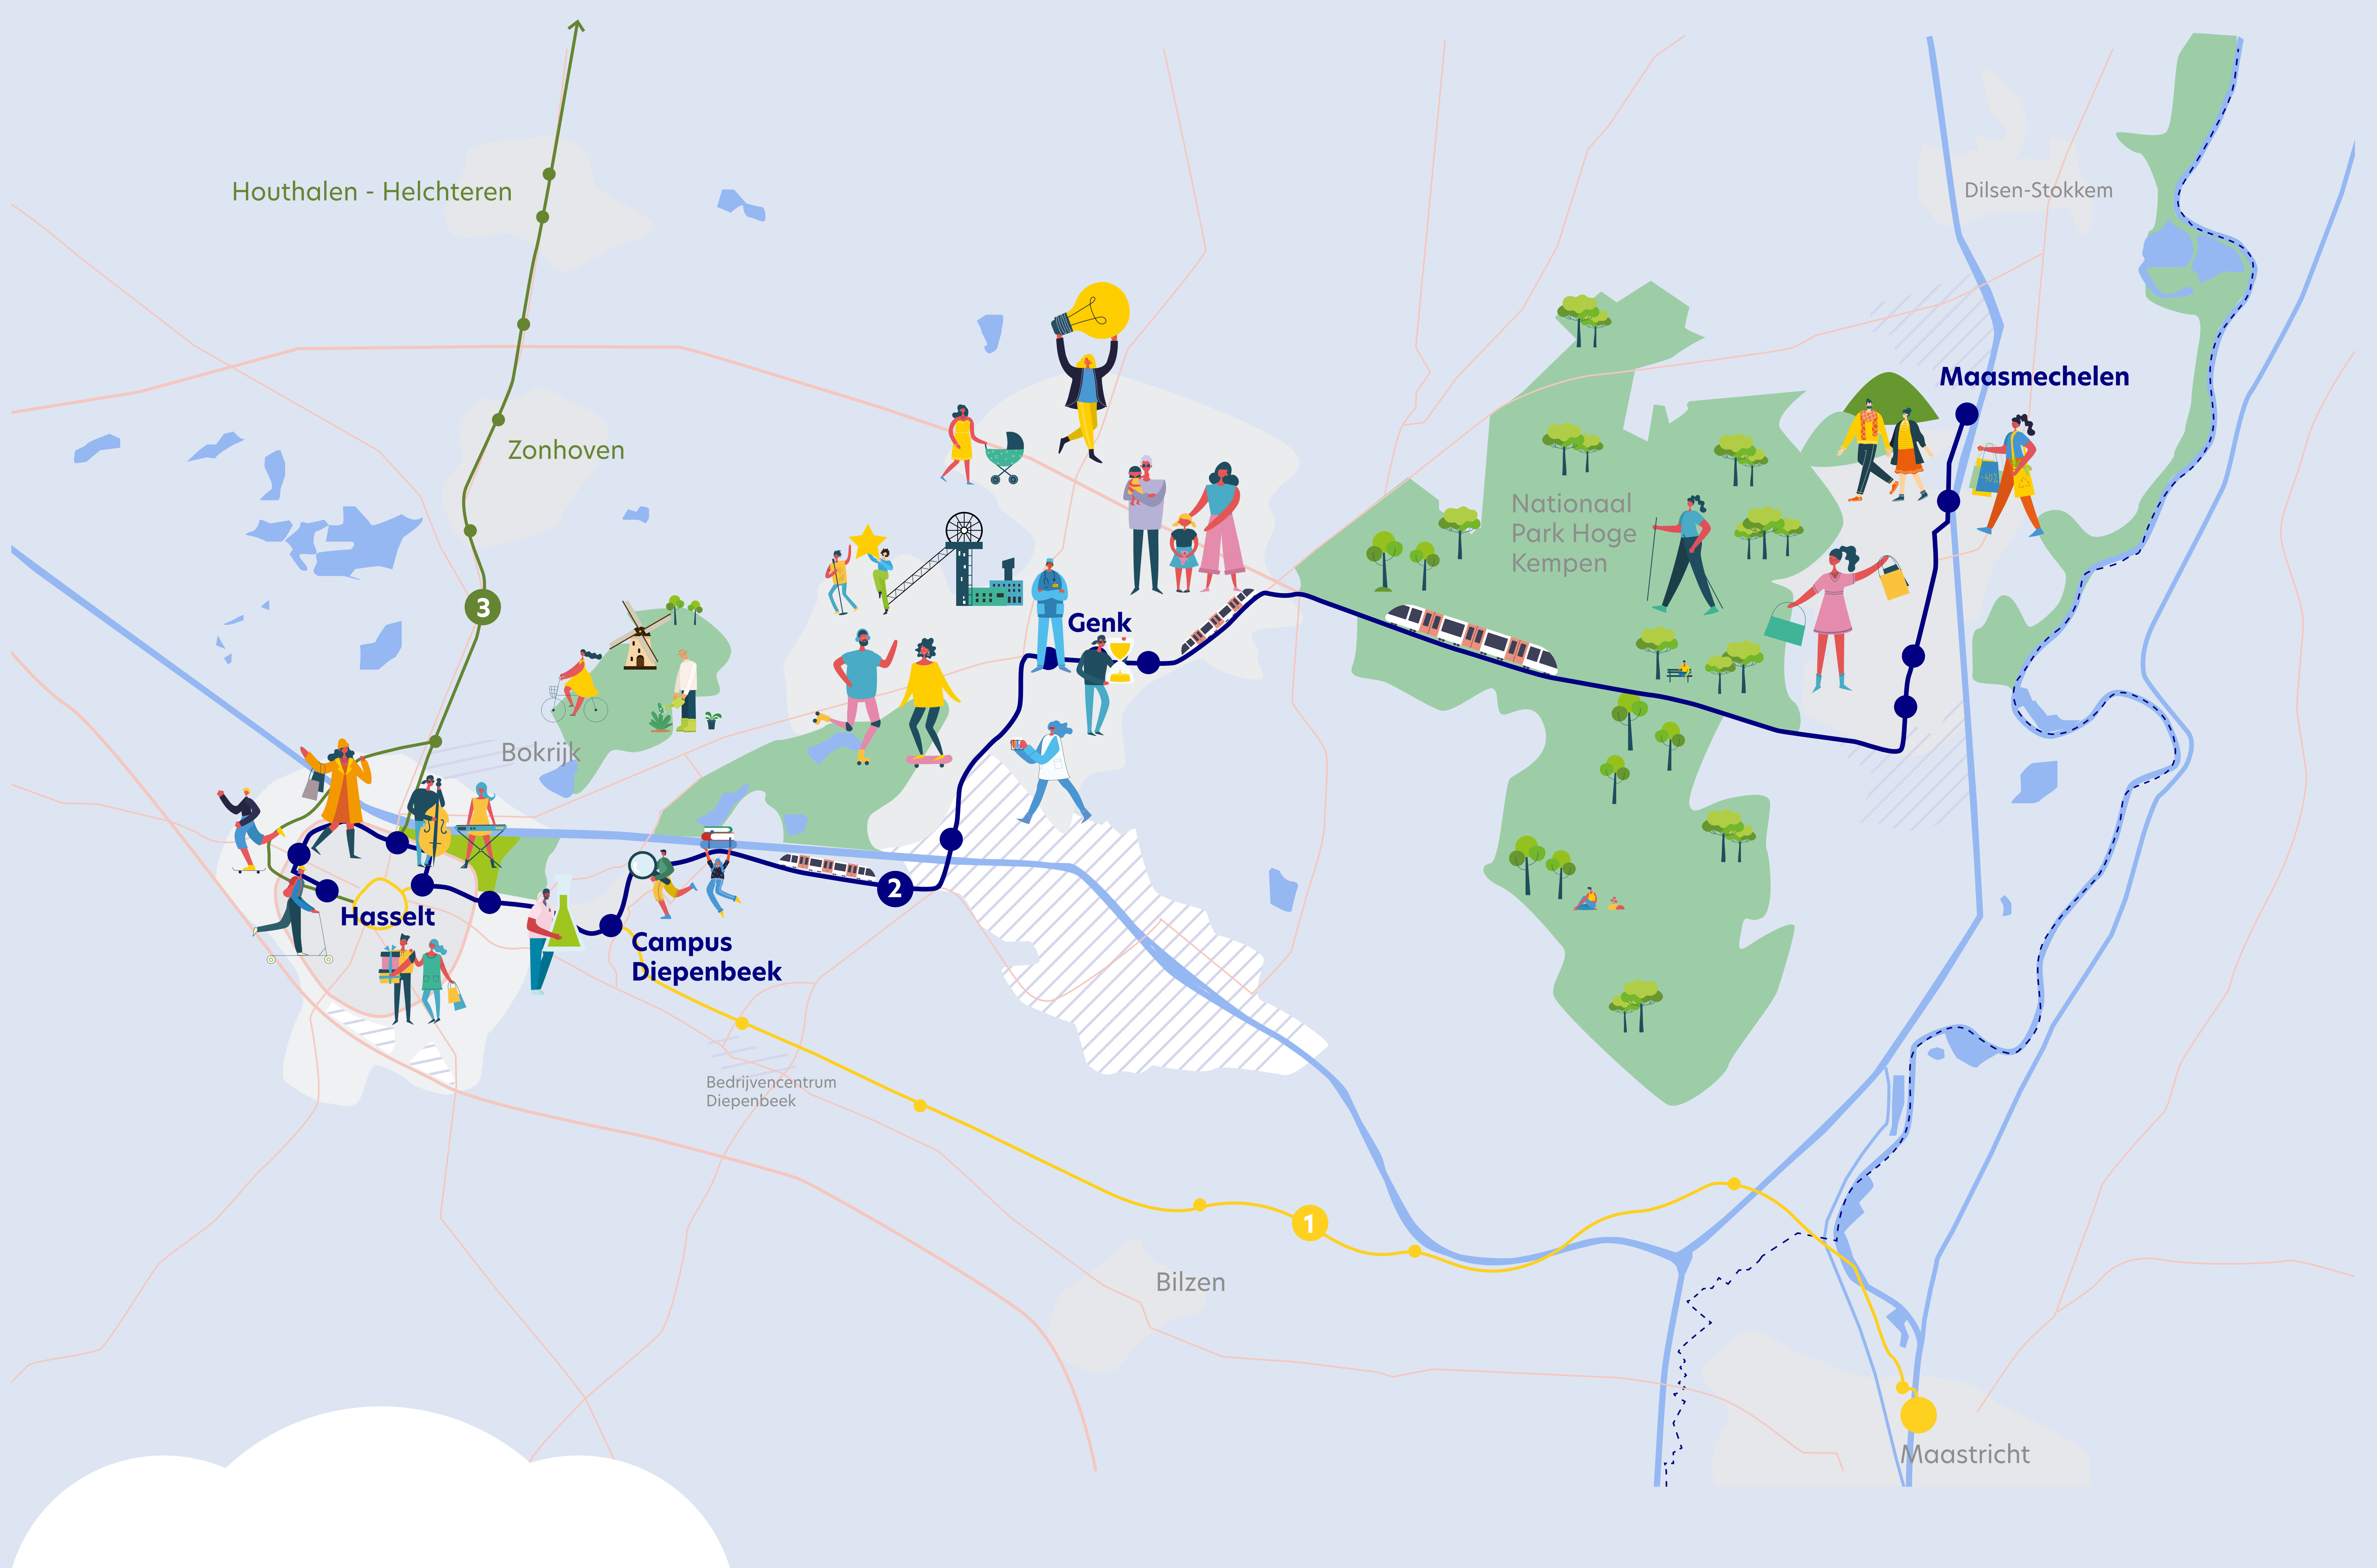 Houthalen - Helchteren
Dilsen-Stokkem
Maasmechelen
Zonhoven
Nationaal
Park Hoge
Kempen
-40%
3
Genk
Bokrijk
2
Hasselt
Campus
Diepenbeek
Bedrijvencentrum
Diepenbeek
1
Bilzen
Maastricht